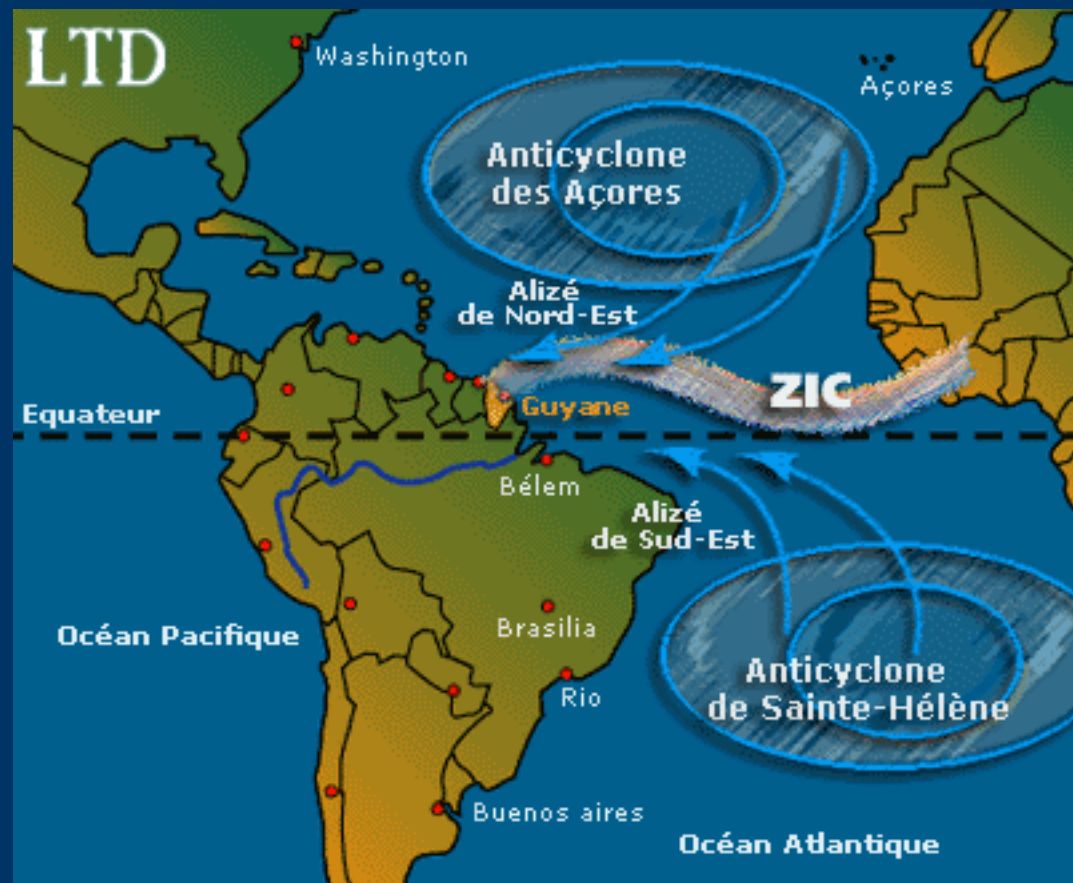 LTD
Washington
Açores
Anticyclone
des Açores
Alizé
de Nord-Est
ZIC
Equateur
Guyane
Bélem
Alizé
de Sud-Est
Océan Pacifique
Brasilia
Anticyclone
de Sainte-Hélène
Rio
Buenos aires
Océan Atlantique